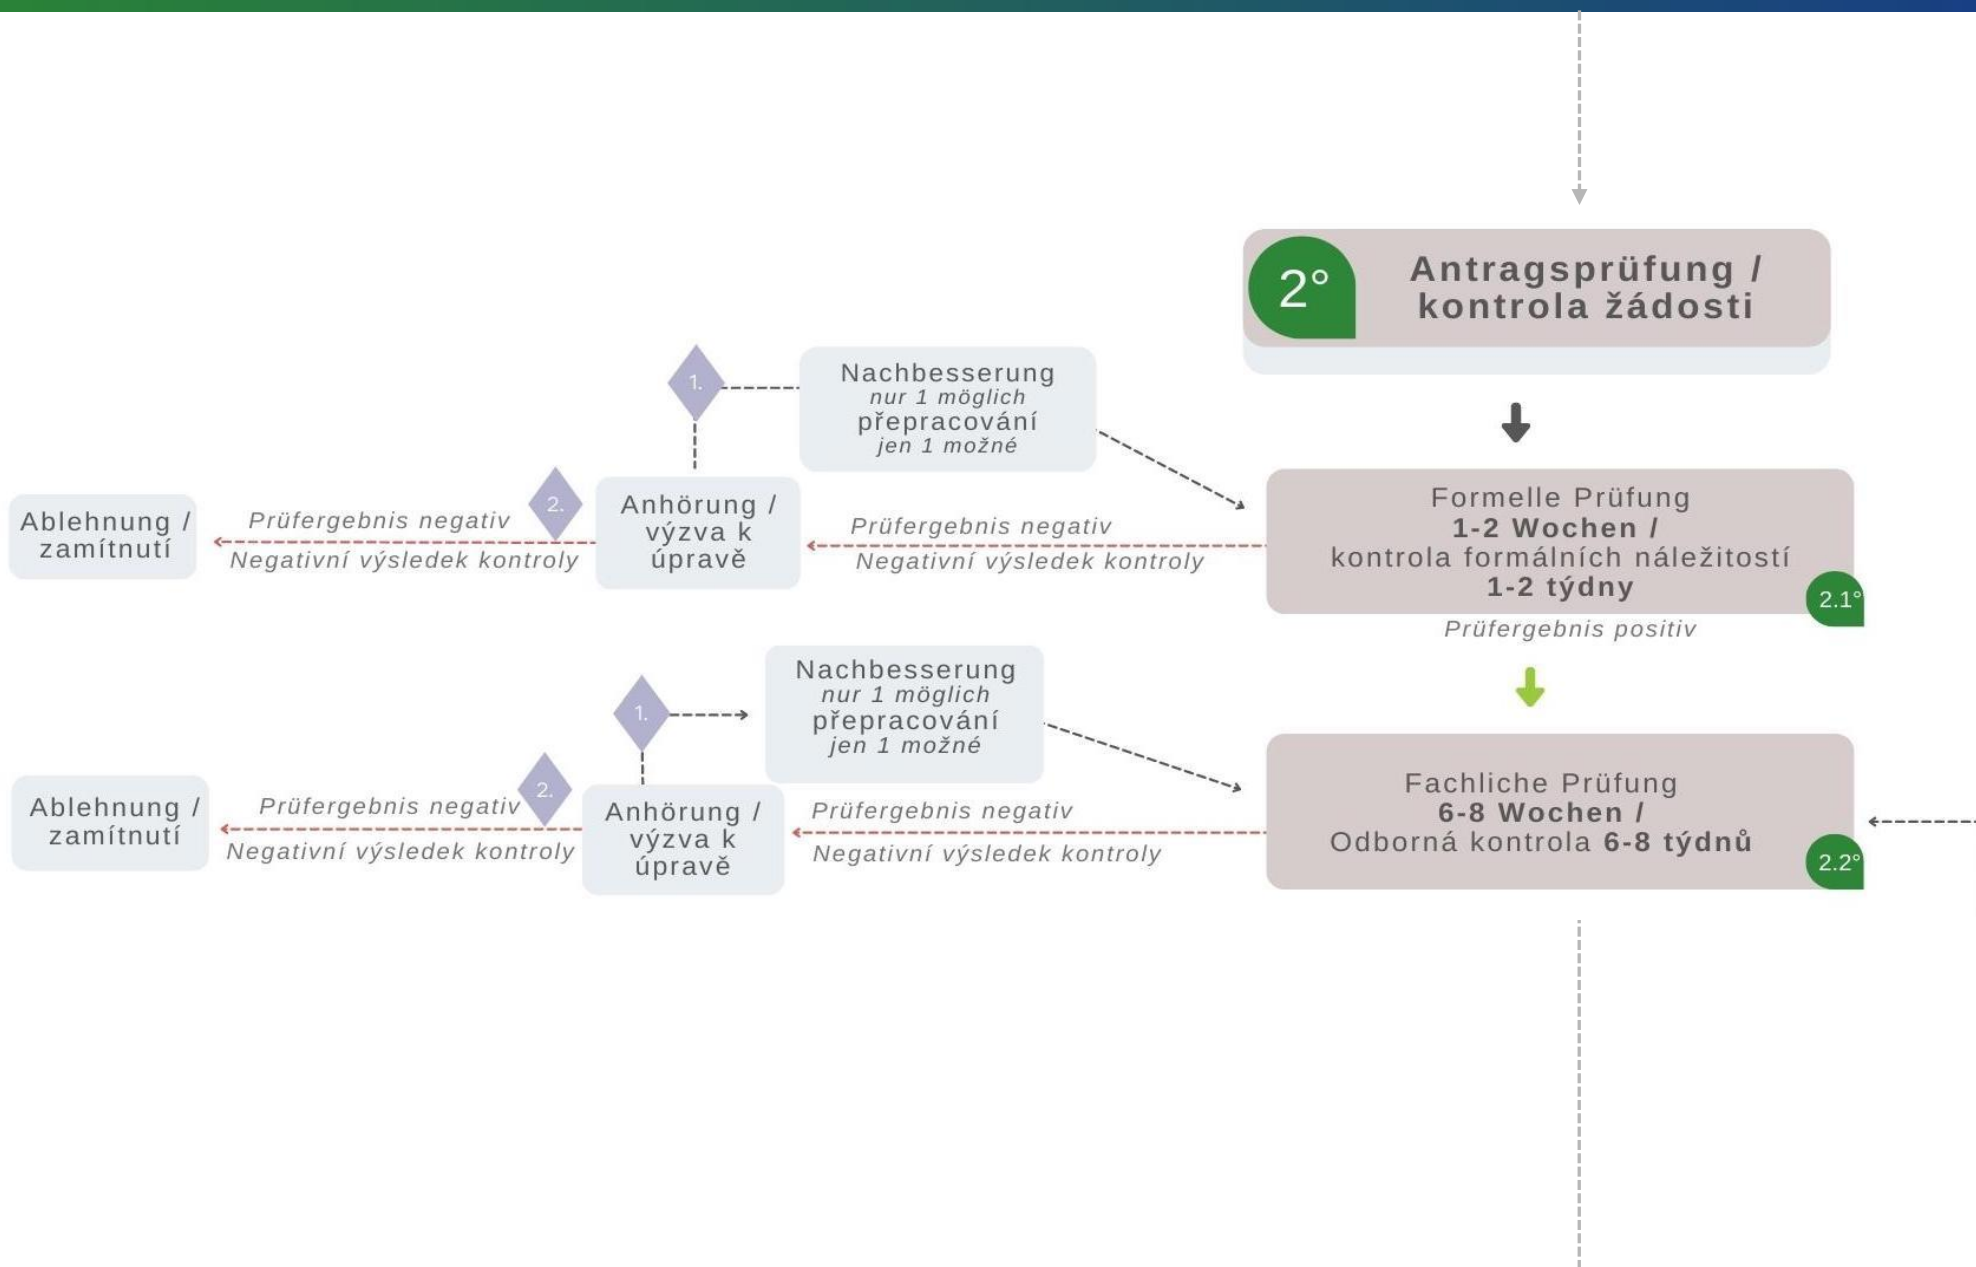 2°
Antragsprüfung /
kontrola žádosti
1.
Nachbesserung
nur 1 möglich
přepracování
jen 1 možné
Ablehnung /
zamítnutí
Prüfergebnis negativ
Negativní výsledek kontroly
2.
Anhörung /
výzva k
úpravě
Prüfergebnis negativ
Negativní výsledek kontroly
Formelle Prüfung
1-2 Wochen /
kontrola formálních náležitostí
1-2 týdny
2.1°
Prüfergebnis positiv
1.
Nachbesserung
nur 1 möglich
přepracování
jen 1 možné
Ablehnung /
zamítnutí
Prüfergebnis negativ
Negativní výsledek kontroly
2.
Anhörung /
výzva k
úpravě
Prüfergebnis negativ
Negativní výsledek kontroly
Fachliche Prüfung
6-8 Wochen /
Odborná kontrola 6-8 týdnů
2.2°